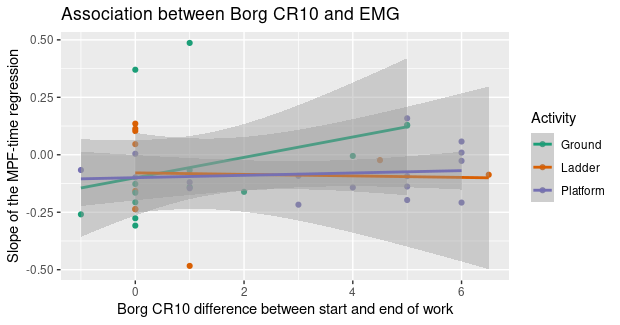 Association between Borg CR10 and EMG
Slope of the MPF-time regression
0.50
0.25
0.00
-0.25
-0.50
0
2
4
6
Borg CR10 difference between start and end of work
Activity
Ground
Ladder
Platform